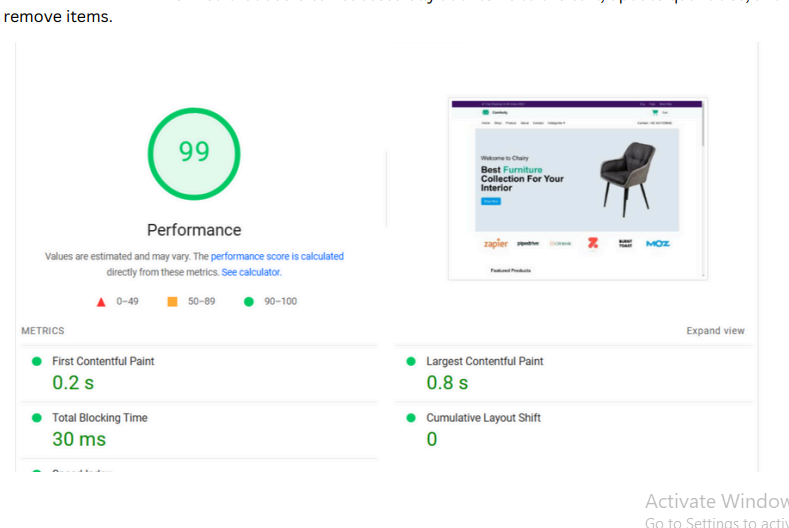 remove items.
99
Performance
Values are estimated and may vary. The performance score is calculated
directly from these metrics. See calculator.
0–49
50–89
90–100
Welcome to Chairy
Best Furniture
Collection For Your
Interior
zapier
pipedrive
BURNT
TOAST
MOZ
Featured Products
METRICS
Expand view
First Contentful Paint
0.2 s
Largest Contentful Paint
0.8 s
Total Blocking Time
30 ms
Cumulative Layout Shift
0
Activate Window
Go to Settings to activ